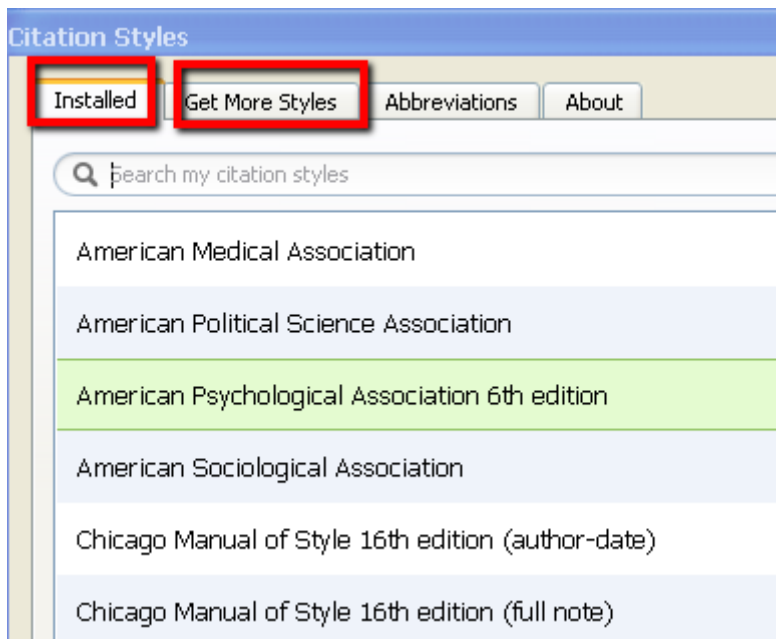 Citation Styles
Installed Get More Styles Abbreviations About
Search my citation styles
American Medical Association
American Political Science Association
American Psychological Association 6th edition
American Sociological Association
Chicago Manual of Style 16th edition (author-date)
Chicago Manual of Style 16th edition (full note)